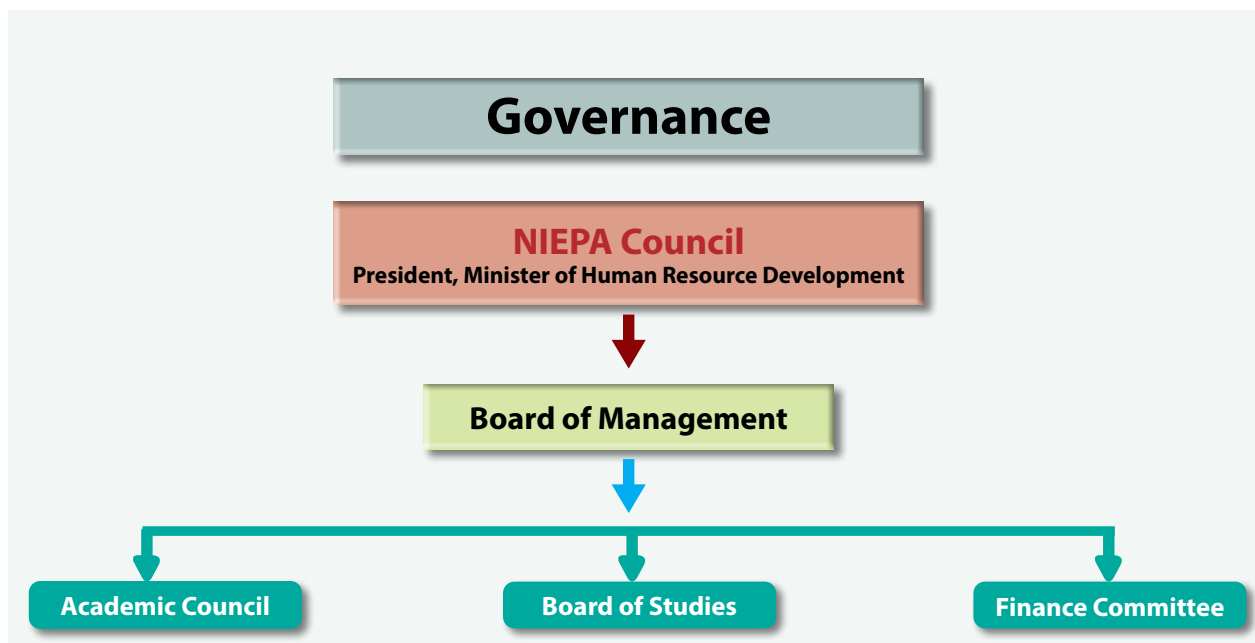 Governance
NIEPA Council
President, Minister of Human Resource Development
Board of Management
Academic Council
Board of Studies
Finance Committee